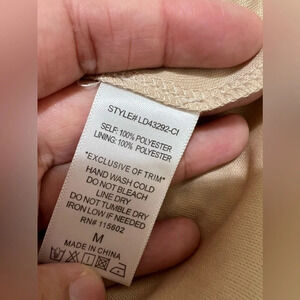 STYLE# LD43292-CI
SELF: 100% POLYESTER
LINING: 100% POLYESTER
*EXCLUSIVE OF TRIM*
HAND WASH COLD
DO NOT BLEACH
LINE DRY
DO NOT TUMBLE DRY
IRON LOW IF NEEDED
RN# 115802
M
MADE IN CHINA